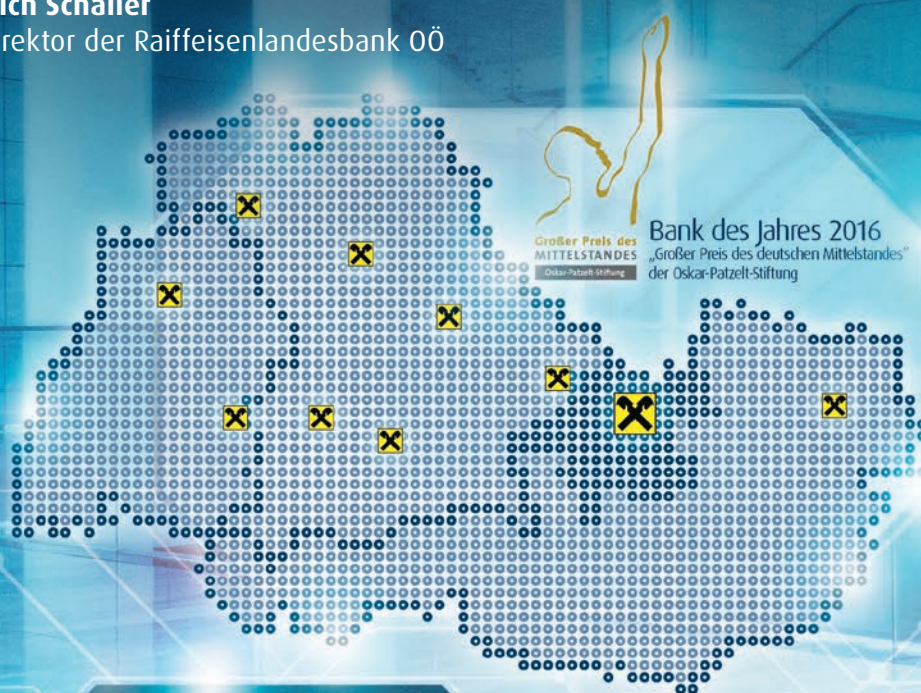 ich Schaller
rektor der Raiffeisenlandesbank OÖ
Großer Preis des
MITTELSTANDES
Oskar-Patzelt-Stiftung
Bank des Jahres 2016
„Großer Preis des deutschen Mittelstandes“
der Oskar-Patzelt-Stiftung